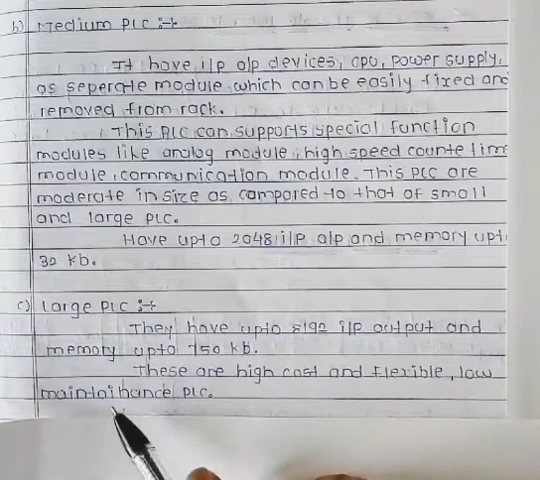 b) Medium PLC :-
It have i/p o/p devices, cpu, power supply,
as seperate module which can be easily fixed and
removed from rack.
This PLC can supports special function
modules like analog module, high speed counte time
module, communication module. This PLC are
moderate in size as compared to that of small
and large PLC.
Have upto 2048 i/p o/p and memory upt
32 kb.
c) large PLC :-
They have upto 8192 i/p output and
memory upto 750 kb.
These are high cost and flexible, low
maintaihance PLC.